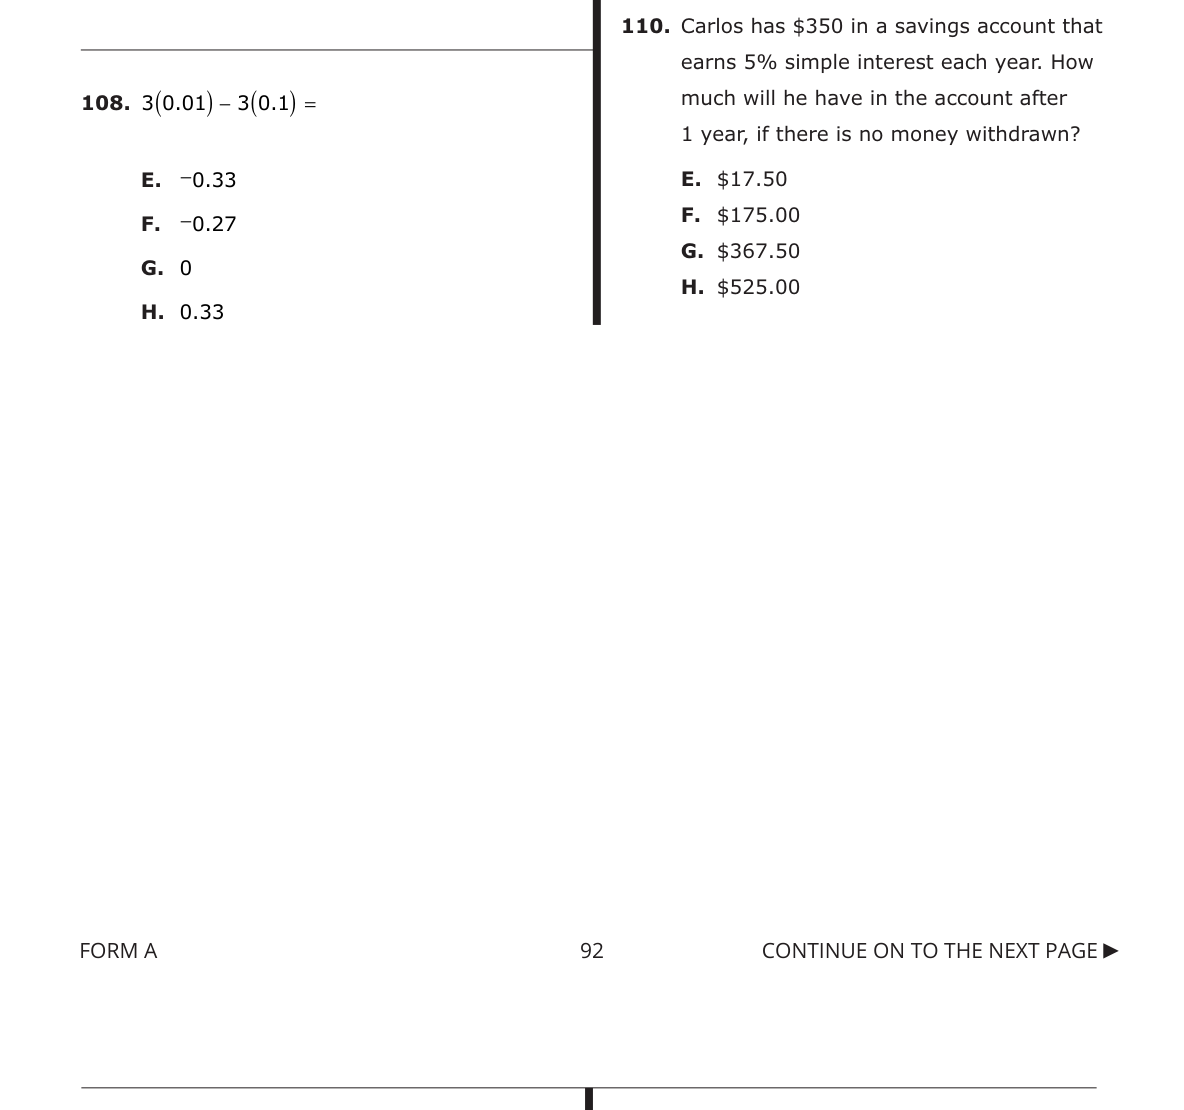 108. 3(0.01) – 3(0.1) =
E. –0.33
F. –0.27
G. 0
H. 0.33
110. Carlos has $350 in a savings account that
earns 5% simple interest each year. How
much will he have in the account after
1 year, if there is no money withdrawn?
E. $17.50
F. $175.00
G. $367.50
H. $525.00
FORM A 92 CONTINUE ON TO THE NEXT PAGE ▶